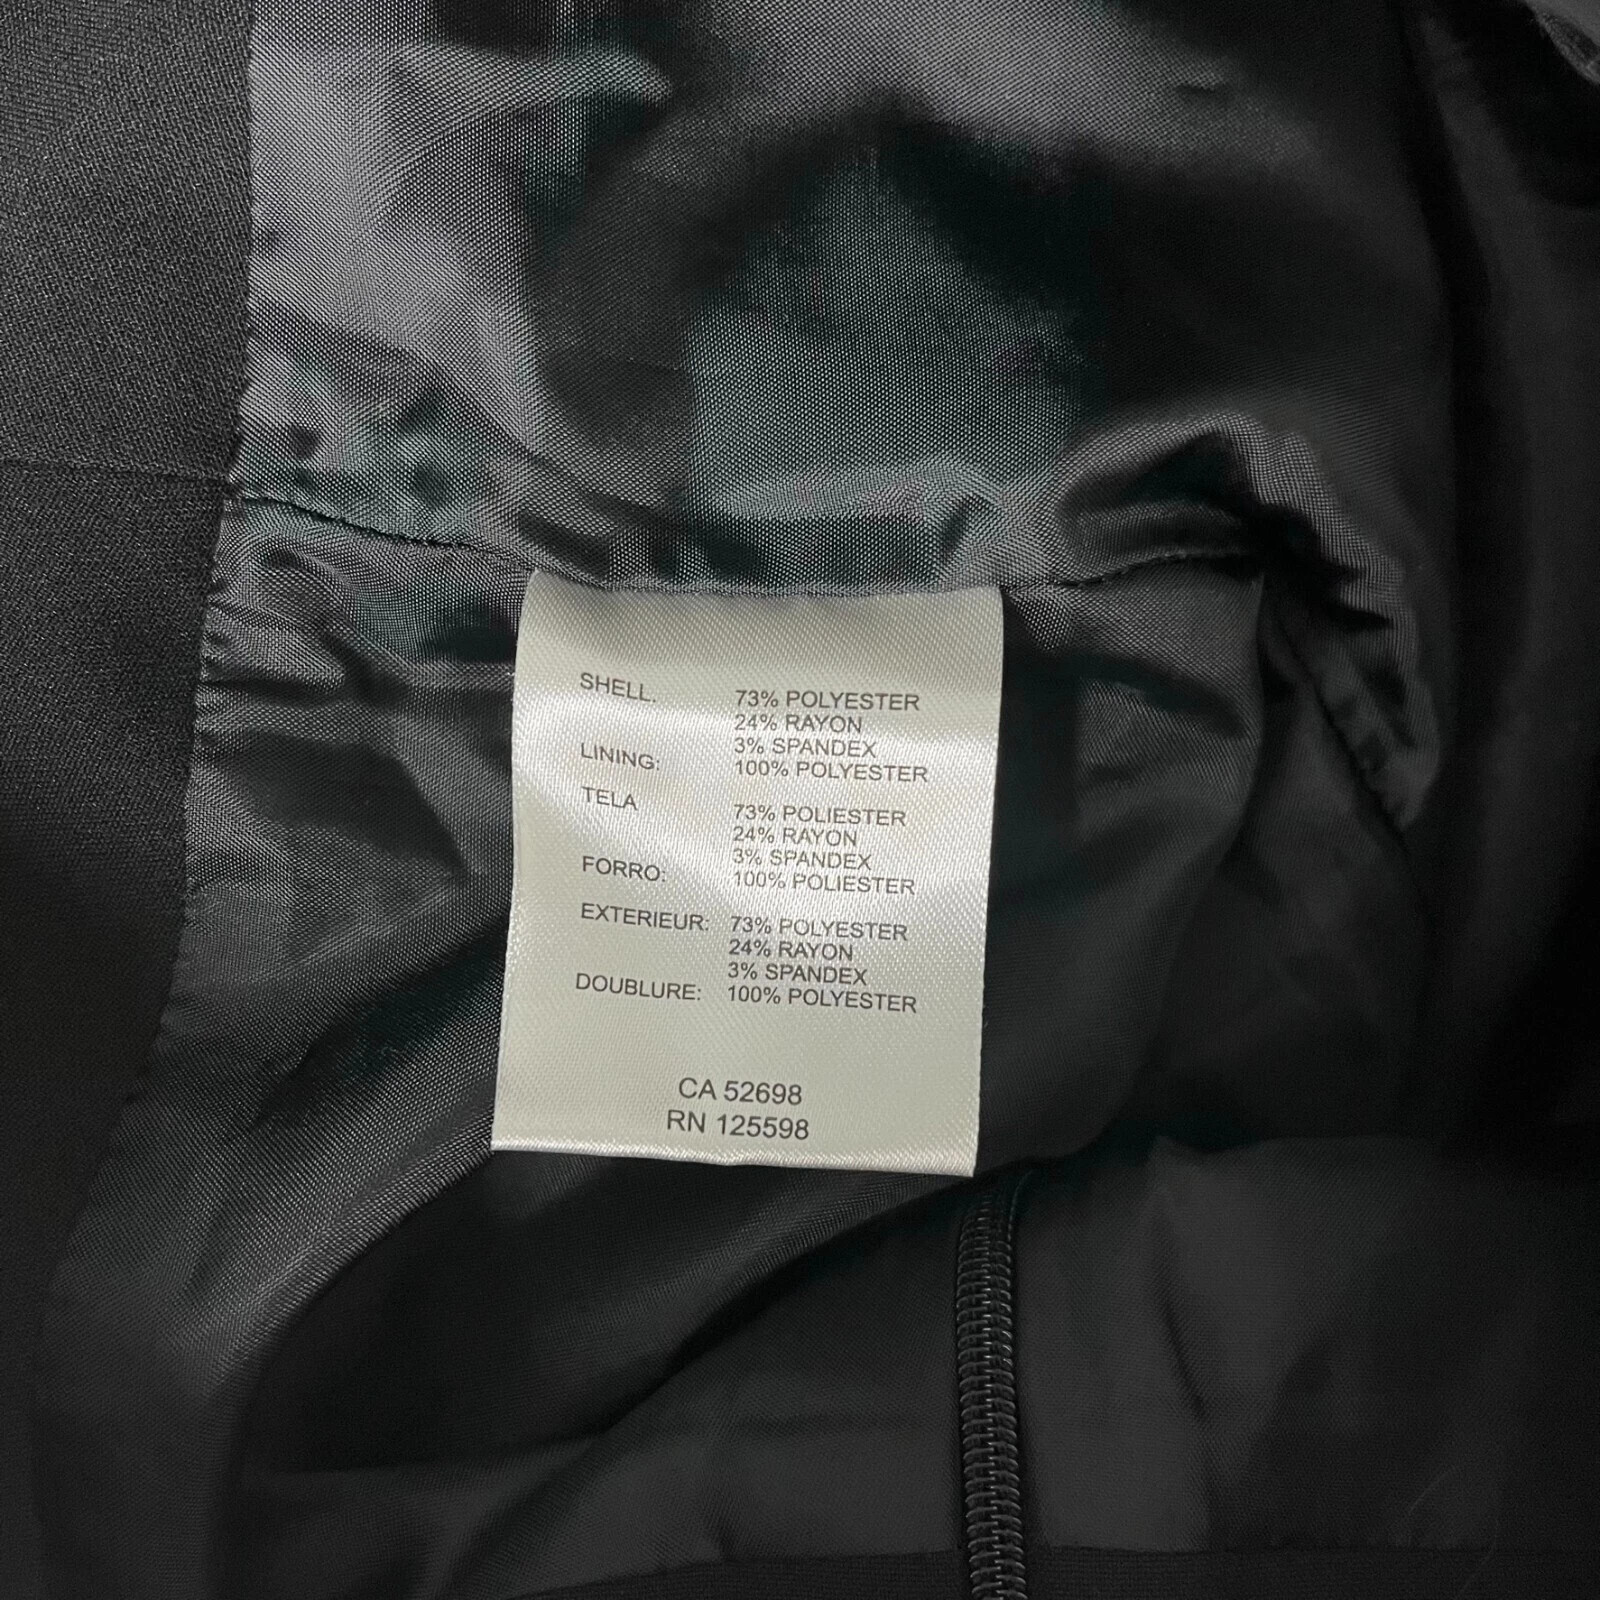 SHELL. 73% POLYESTER
24% RAYON
3% SPANDEX
LINING: 100% POLYESTER
TELA 73% POLIESTER
24% RAYON
3% SPANDEX
FORRO: 100% POLIESTER
EXTERIEUR: 73% POLYESTER
24% RAYON
3% SPANDEX
DOUBLURE: 100% POLYESTER
CA 52698
RN 125598